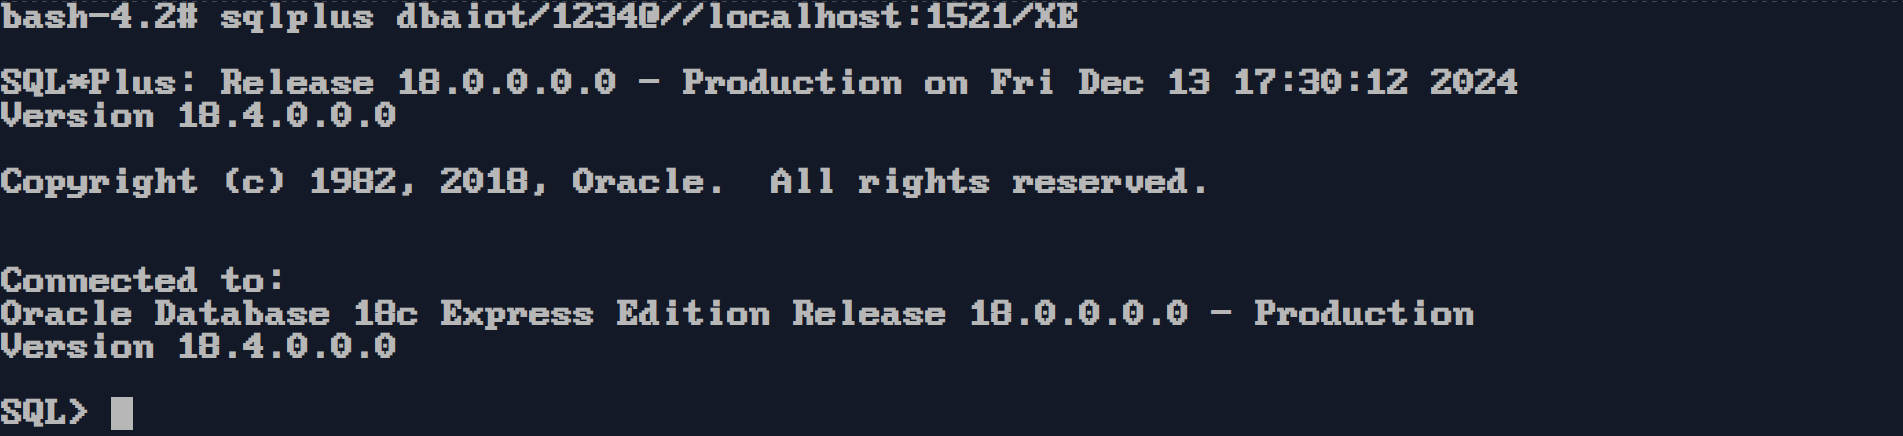 bash-4.2# sqlplus dbaiot/1234@//localhost:1521/XE
SQL*Plus: Release 18.0.0.0.0 - Production on Fri Dec 13 17:30:12 2024
Version 18.4.0.0.0
Copyright (c) 1982, 2018, Oracle.  All rights reserved.
Connected to:
Oracle Database 18c Express Edition Release 18.0.0.0.0 - Production
Version 18.4.0.0.0
SQL>